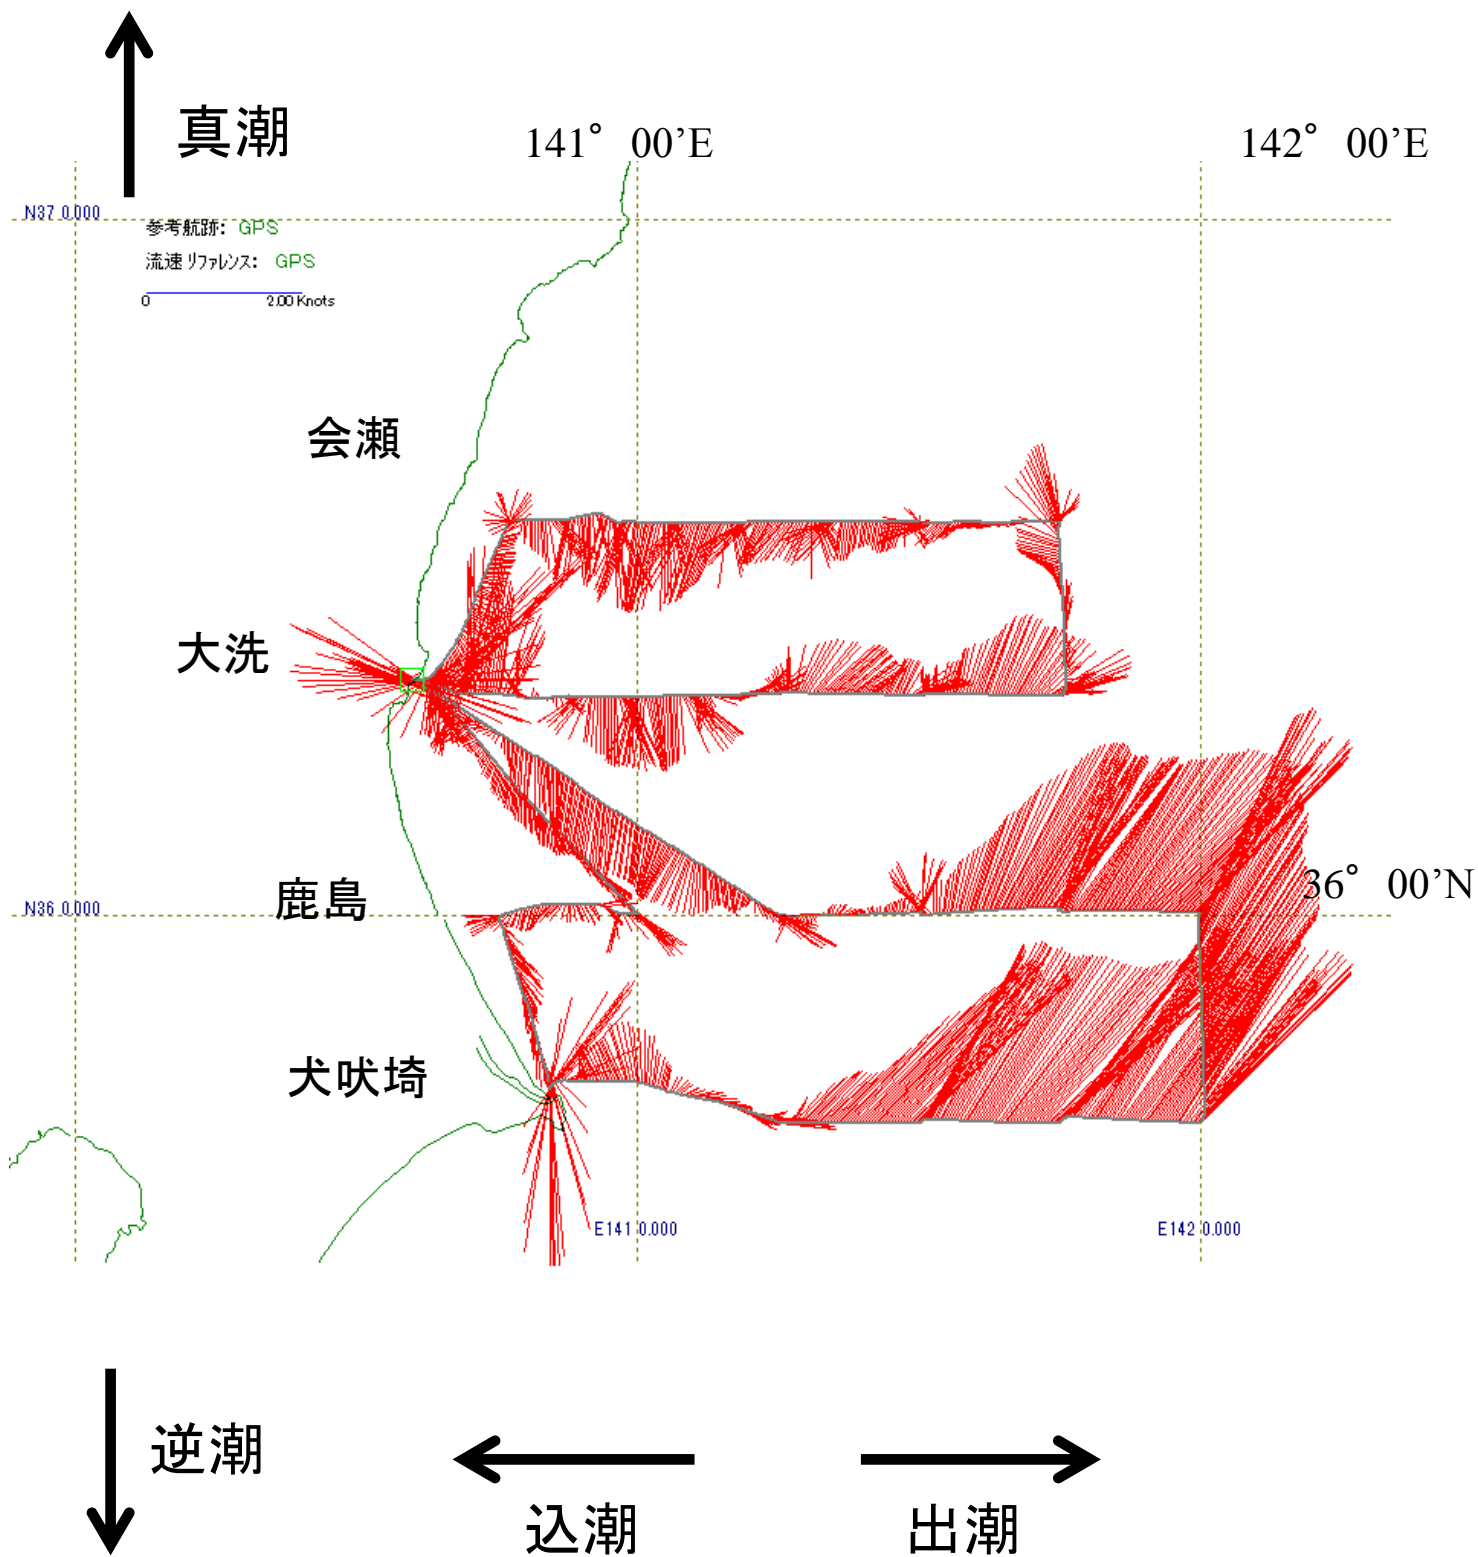 真潮
141° 00’E
142° 00’E
N37 0.000
参考航跡: GPS
流速 リファレンス: GPS
0 2.00 Knots
会瀬
大洗
鹿島
36° 00’N
N36 0.000
犬吠埼
E141 0.000
E142 0.000
逆潮
込潮
出潮